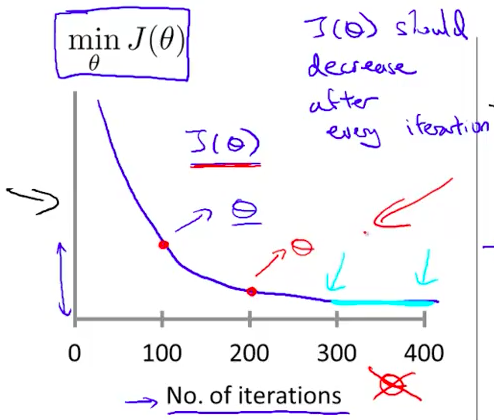 min J(θ)
θ
J(θ) should
decrease
after
every iteration
J(θ)
θ
θ
0 100 200 300 400
No. of iterations
θ